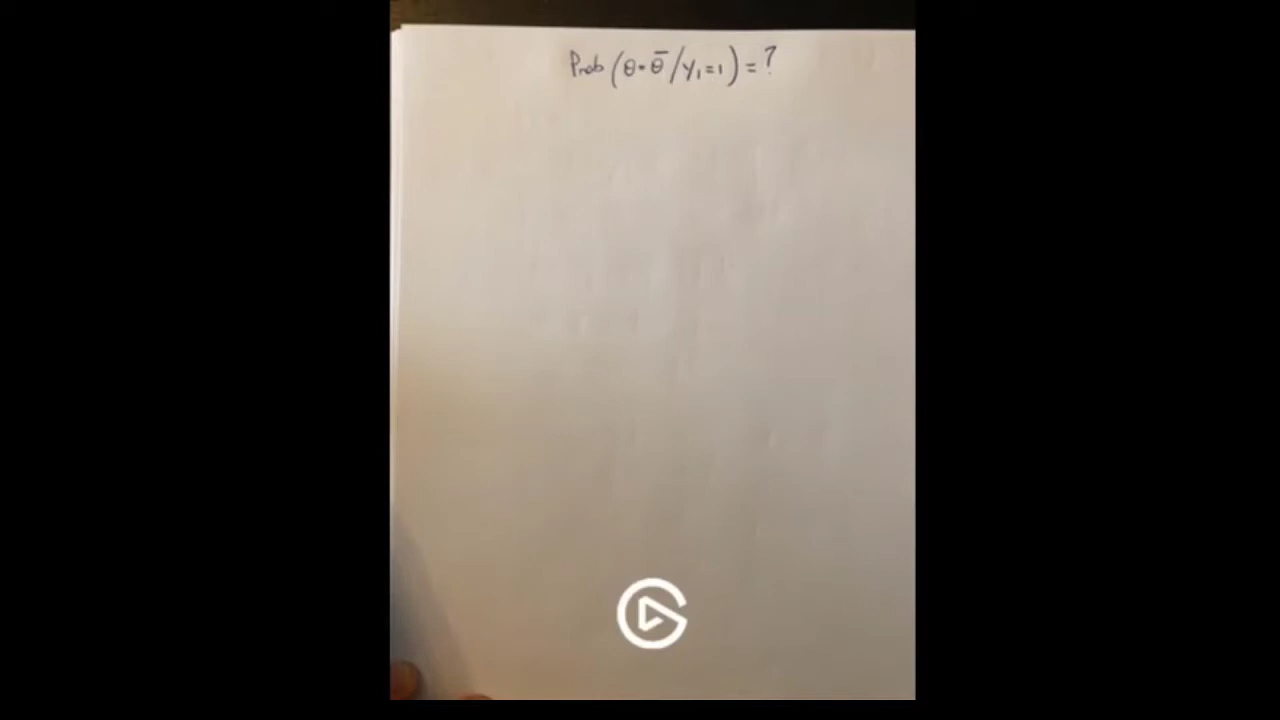 Prob (θ = θ̄ / y₁ = 1) = ?